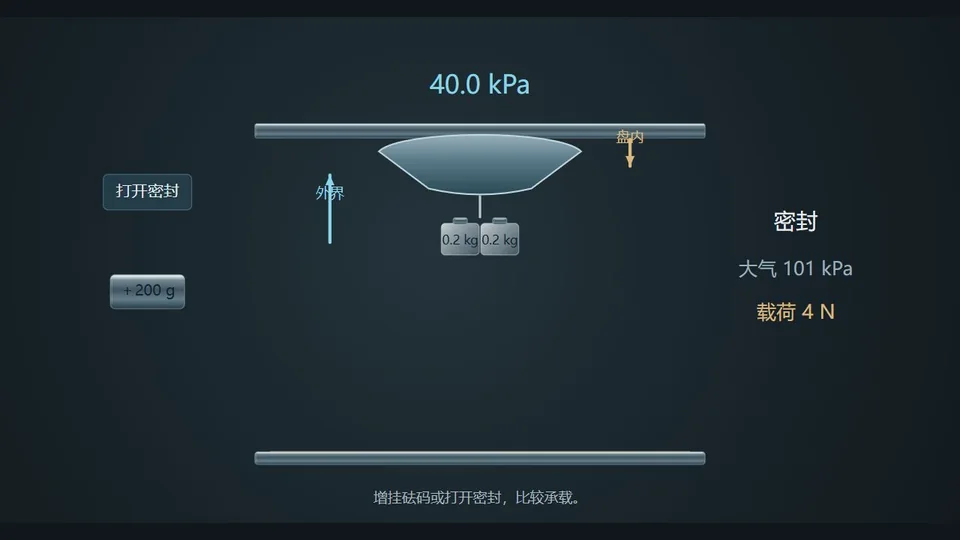 40.0 kPa
盘内
打开密封
外界
密封
0.2 kg 0.2 kg
大气 101 kPa
+200 g
载荷 4 N
增挂砝码或打开密封，比较承载。